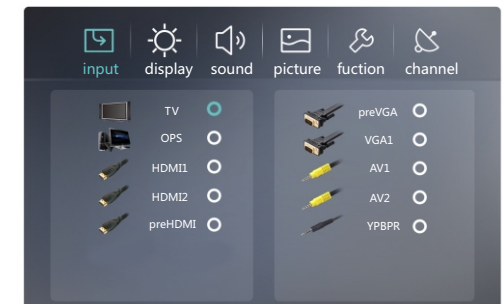 input display sound picture fuction channel
TV
OPS
HDMI1
HDMI2
preHDMI
preVGA
VGA1
AV1
AV2
YPBPR